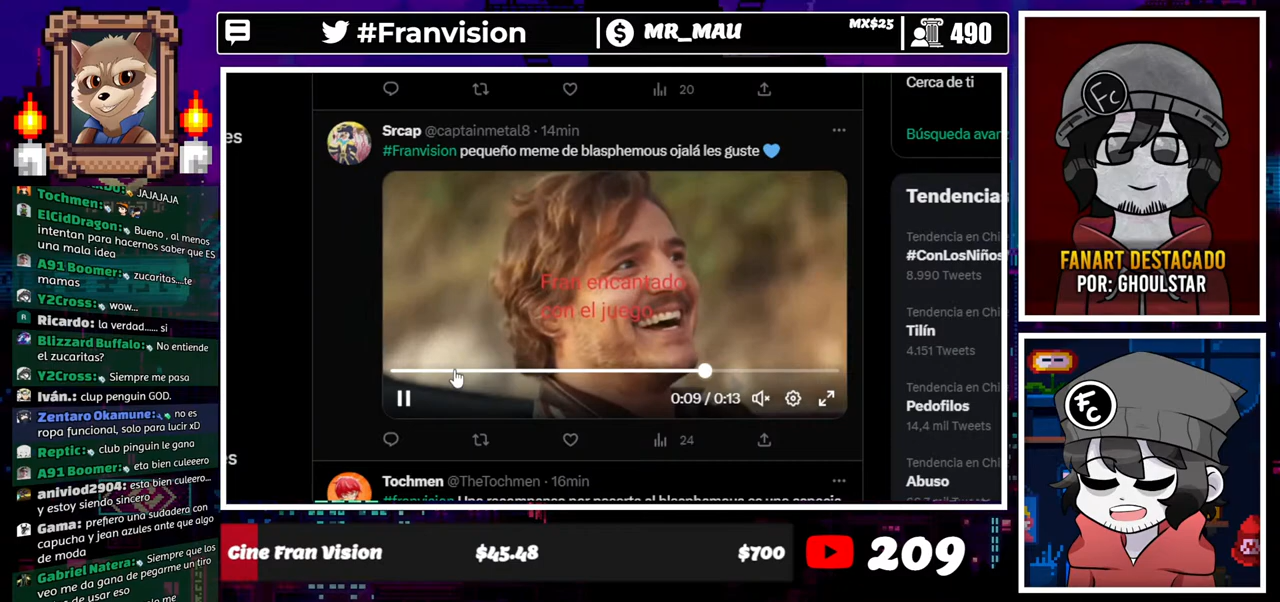 #Franvision
MR_MAU
MX$25
490
Tochmen:
JAJAJAJA
ElCidDragon: Bueno , al menos
intentan para hacernos saber que ES
una mala idea
A91 Boomer: zucaritas....te
mamas
Y2Cross: wow...
Ricardo: la verdad...... si
Blizzard Buffalo: No entiende
el zucaritas?
Y2Cross: Siempre me pasa
Iván.: clup penguin GOD.
Zentaro Okamune: no es
ropa funcional, solo para lucir xD
Reptic: club pinguin le gana
A91 Boomer: eta bien culeeero
aniviod2904: esta bien culero...
y estoy siendo sincero
Gama: prefiero una sudadera con
capucha y jean azules ante que algo
de moda
Gabriel Natera: Siempre que los
veo me da gana de pegarme un tiro
de usar eso
es
s
20
Srcap @captainmetal8 · 14min
#Franvision pequeño meme de blasphemous ojalá les guste
Fran encantado
con el juego
0:09 / 0:13
24
Tochmen @TheTochmen · 16min
Cerca de ti
Búsqueda avan
Tendencias
Tendencia en Chi
#ConLosNiños
8.990 Tweets
Tendencia en Chi
Tilín
4.151 Tweets
Tendencia en Chi
Pedofilos
14,4 mil Tweets
Tendencia en Chi
Abuso
FC
FANART DESTACADO
POR: GHOULSTAR
FC
Cine Fran Vision
$45.48
$700
209